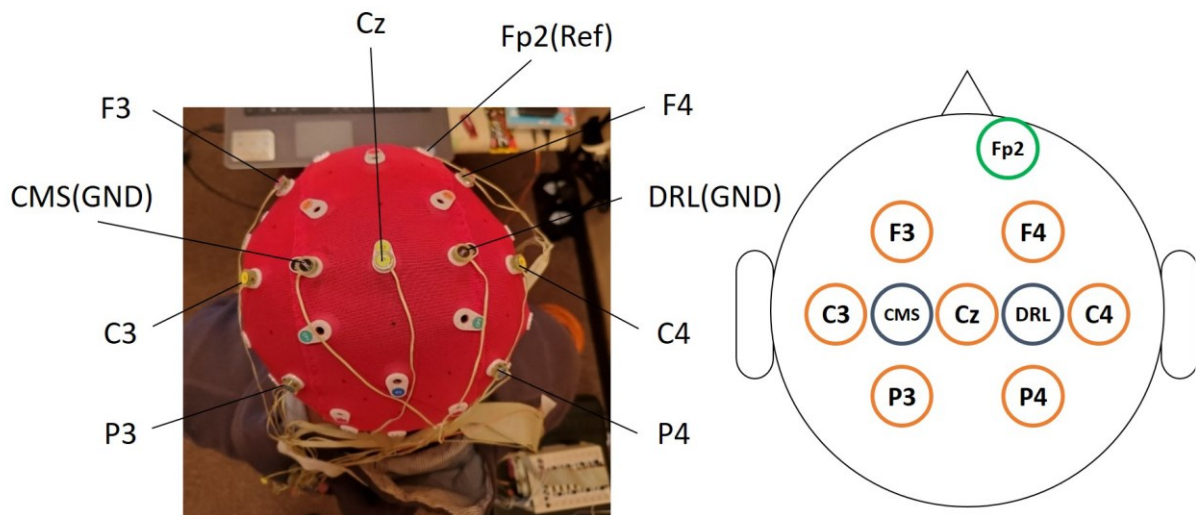 Cz
Fp2(Ref)
F3
F4
CMS(GND)
DRL(GND)
C3
C4
P3
P4
Fp2
F3
F4
C3
CMS
Cz
DRL
C4
P3
P4